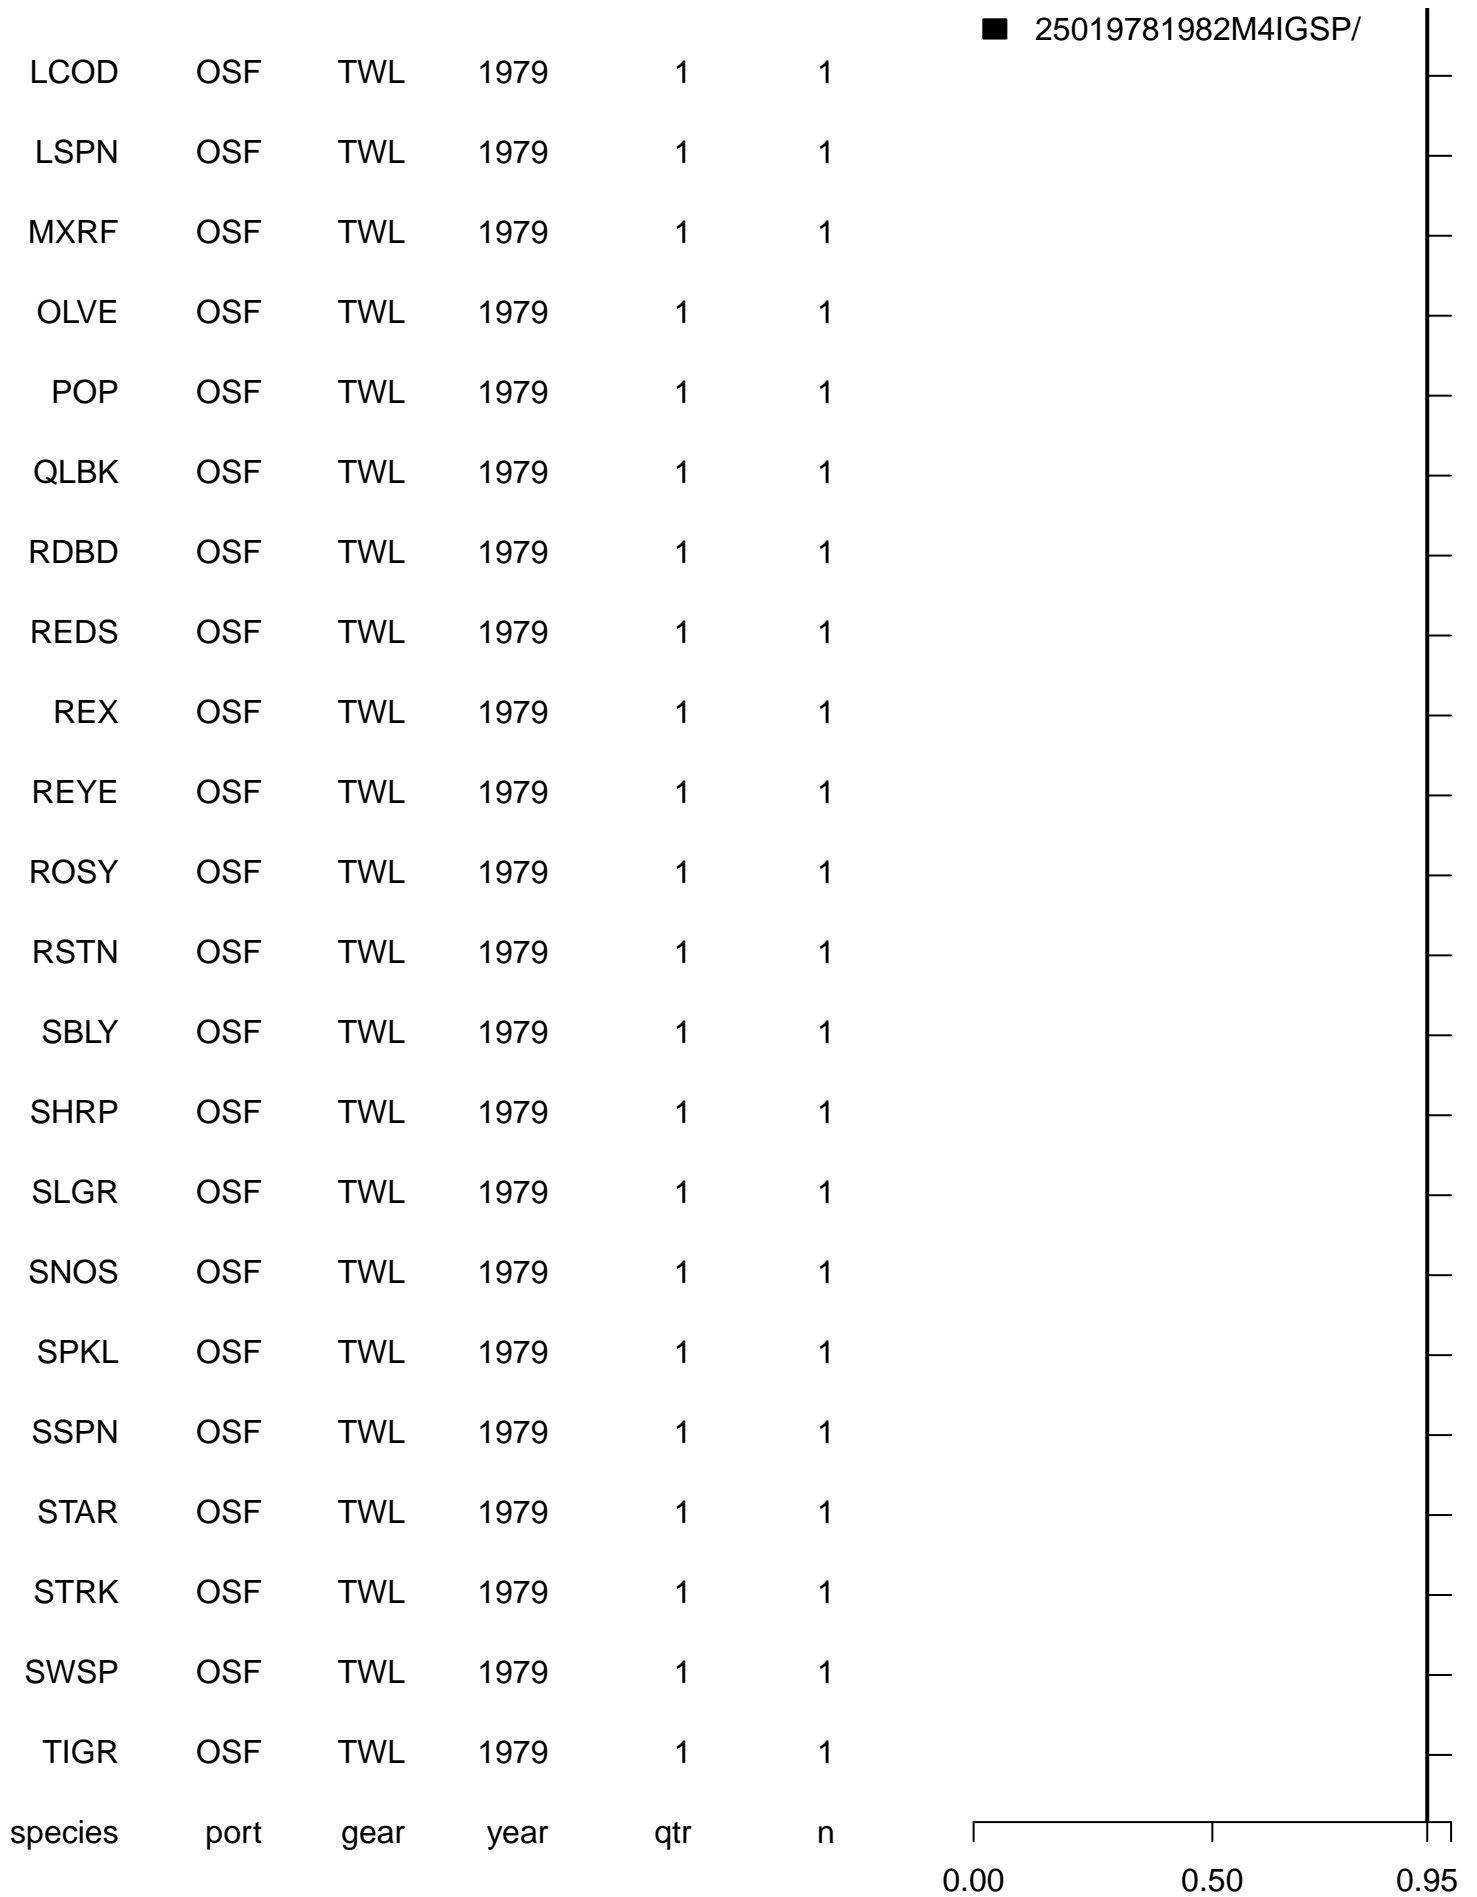 25019781982M4IGSP/
LCOD OSF TWL 1979 1 1
LSPN OSF TWL 1979 1 1
MXRF OSF TWL 1979 1 1
OLVE OSF TWL 1979 1 1
POP OSF TWL 1979 1 1
QLBK OSF TWL 1979 1 1
RDBD OSF TWL 1979 1 1
REDS OSF TWL 1979 1 1
REX OSF TWL 1979 1 1
REYE OSF TWL 1979 1 1
ROSY OSF TWL 1979 1 1
RSTN OSF TWL 1979 1 1
SBLY OSF TWL 1979 1 1
SHRP OSF TWL 1979 1 1
SLGR OSF TWL 1979 1 1
SNOS OSF TWL 1979 1 1
SPKL OSF TWL 1979 1 1
SSPN OSF TWL 1979 1 1
STAR OSF TWL 1979 1 1
STRK OSF TWL 1979 1 1
SWSP OSF TWL 1979 1 1
TIGR OSF TWL 1979 1 1
species port gear year qtr n
0.00 0.50 0.95